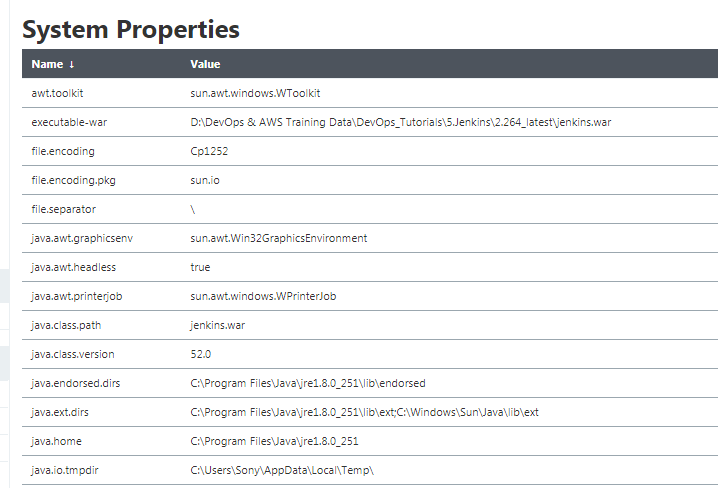 System Properties
Name ↓ Value
awt.toolkit sun.awt.windows.WToolkit
executable-war D:\DevOps & AWS Training Data\DevOps_Tutorials\5.Jenkins\2.264_latest\jenkins.war
file.encoding Cp1252
file.encoding.pkg sun.io
file.separator \
java.awt.graphicsenv sun.awt.Win32GraphicsEnvironment
java.awt.headless true
java.awt.printerjob sun.awt.windows.WPrinterJob
java.class.path jenkins.war
java.class.version 52.0
java.endorsed.dirs C:\Program Files\Java\jre1.8.0_251\lib\endorsed
java.ext.dirs C:\Program Files\Java\jre1.8.0_251\lib\ext;C:\Windows\Sun\Java\lib\ext
java.home C:\Program Files\Java\jre1.8.0_251
java.io.tmpdir C:\Users\Sony\AppData\Local\Temp\